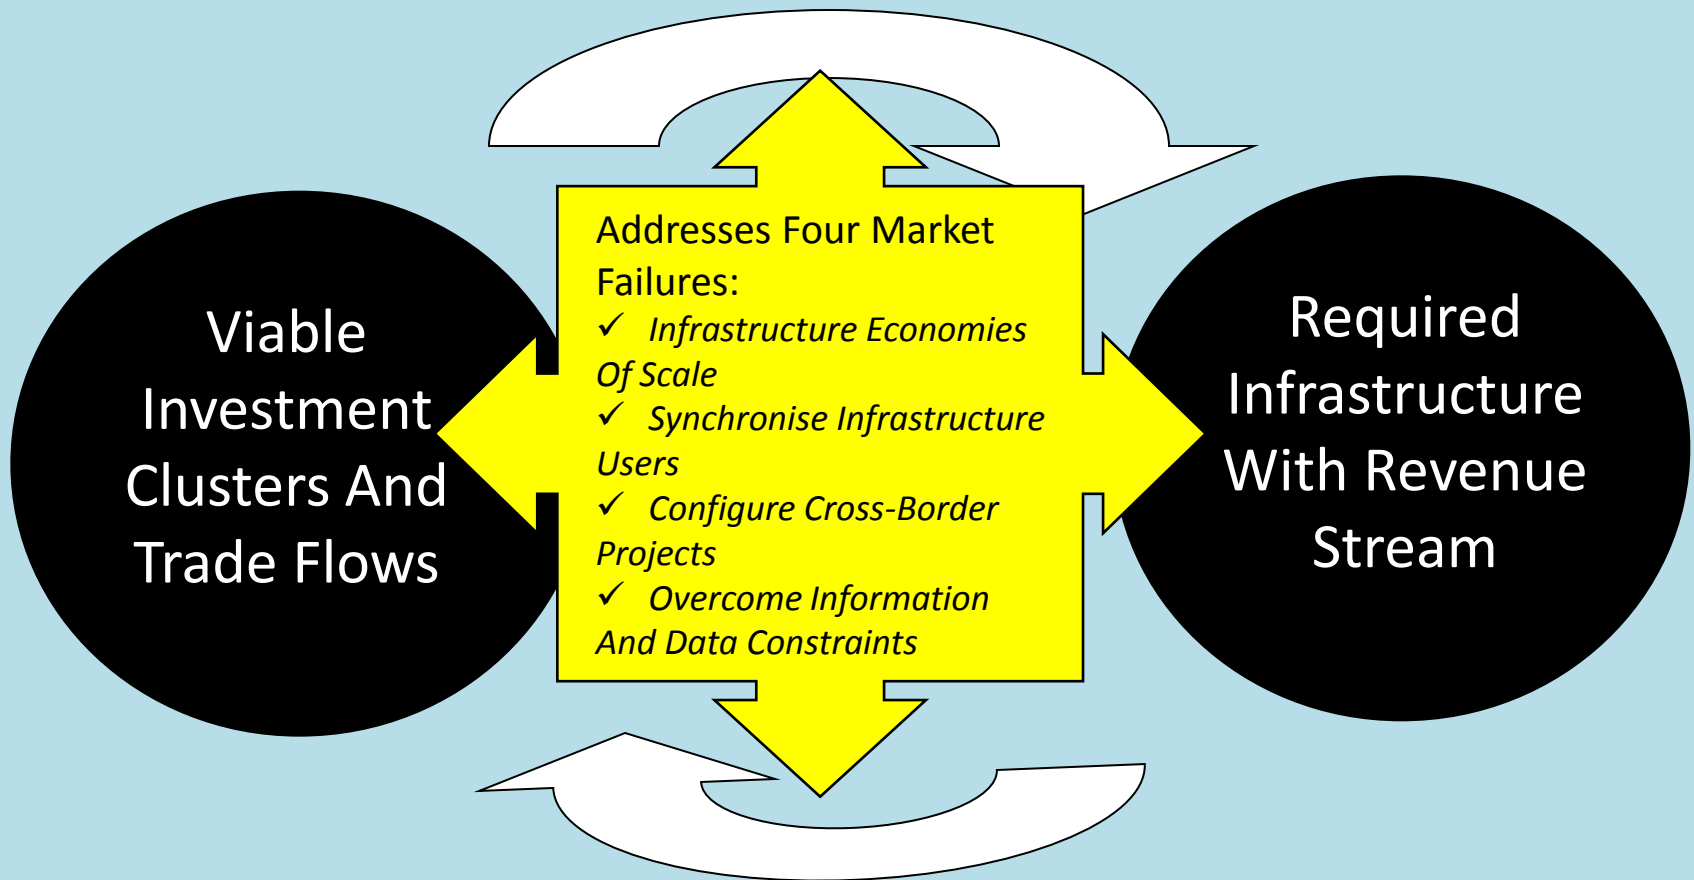 Viable
Investment
Clusters And
Trade Flows
Addresses Four Market
Failures:
✓ Infrastructure Economies
Of Scale
✓ Synchronise Infrastructure
Users
✓ Configure Cross-Border
Projects
✓ Overcome Information
And Data Constraints
Required
Infrastructure
With Revenue
Stream